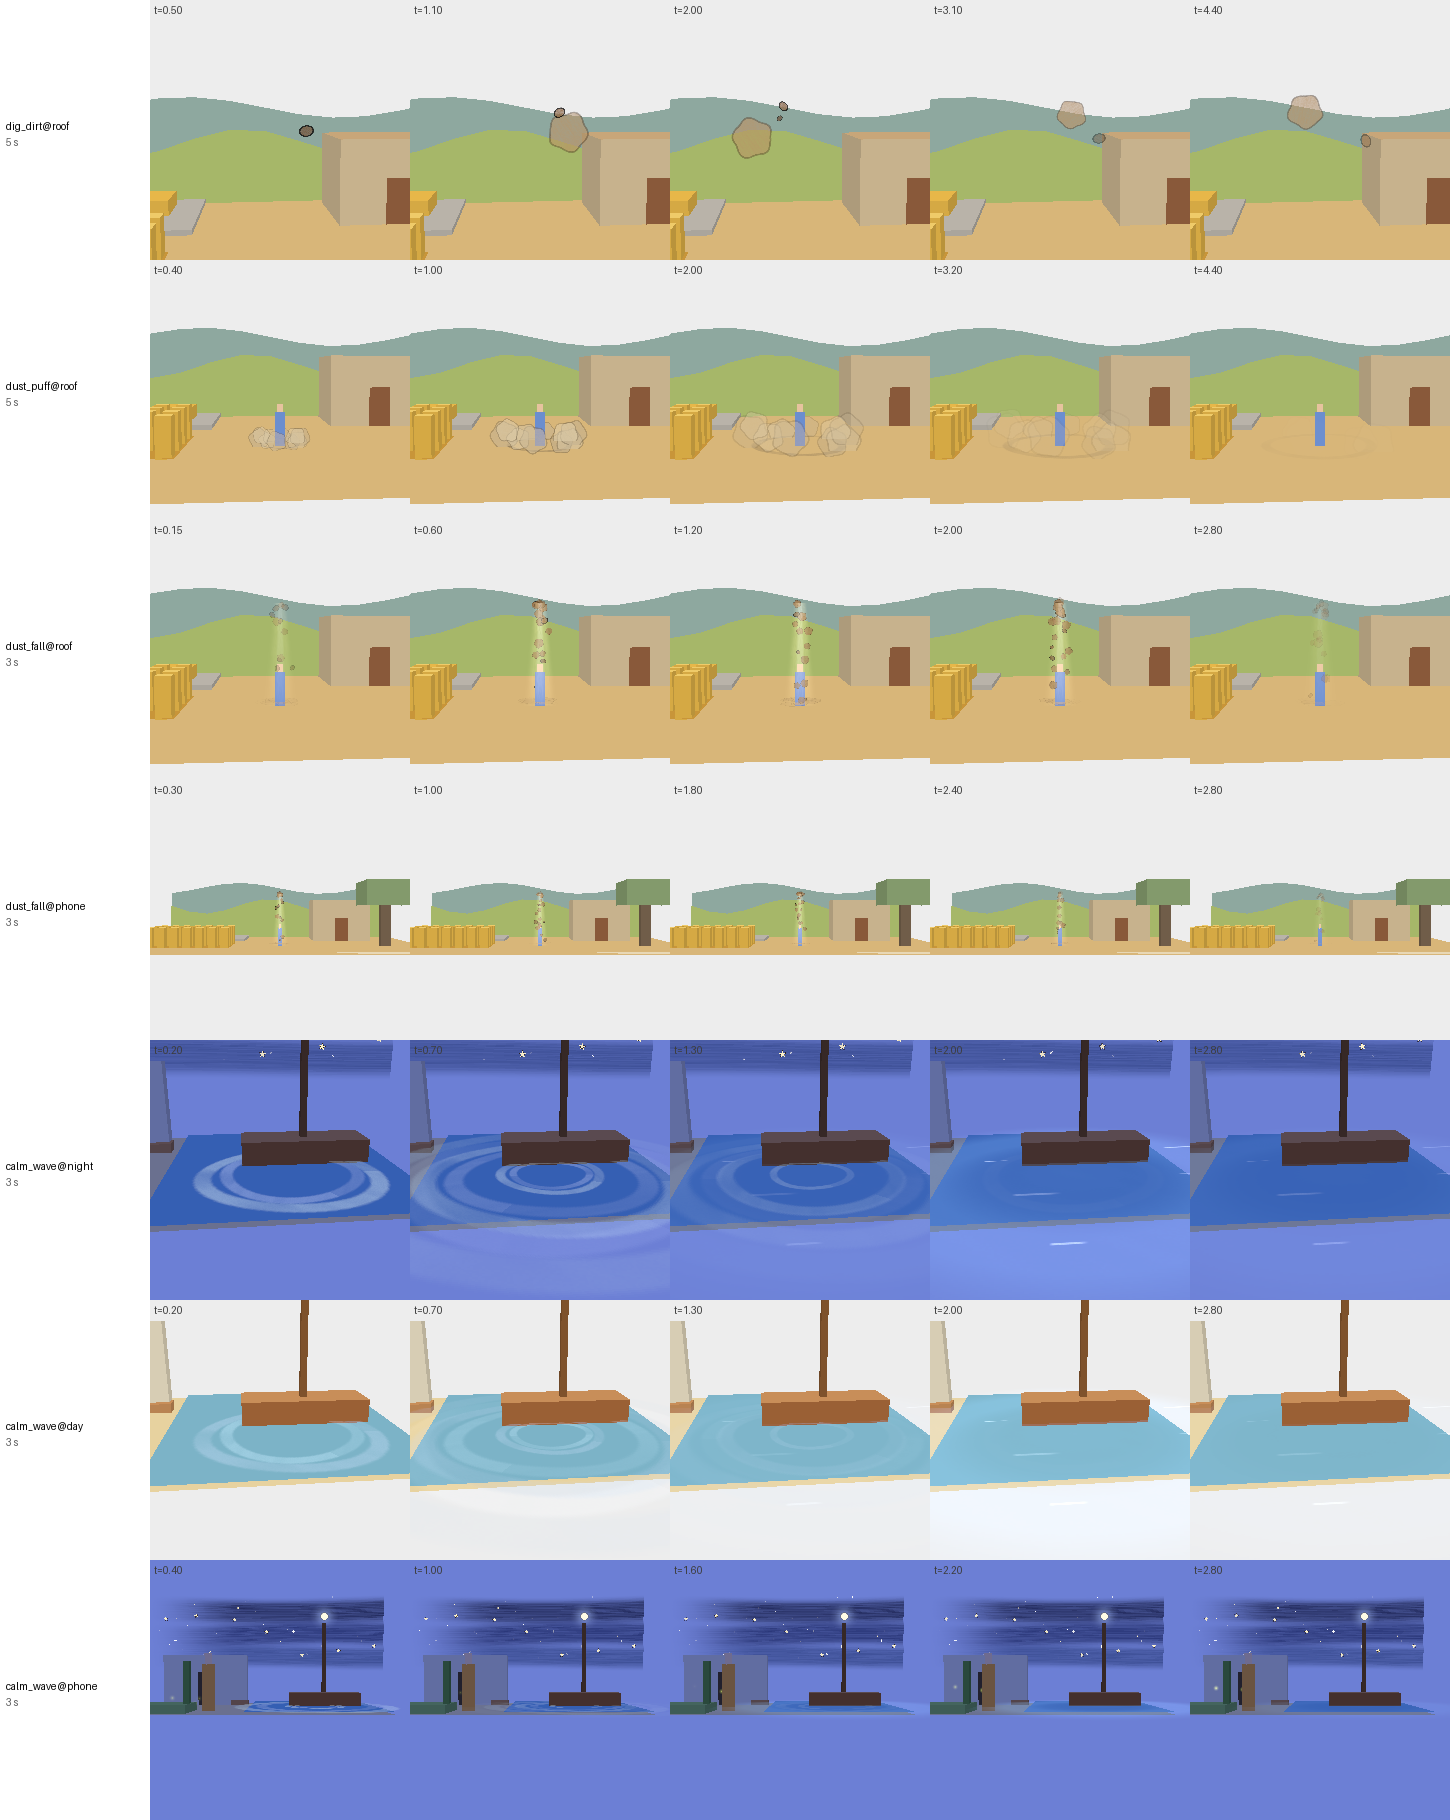 t=0.50 t=1.10 t=2.00 t=3.10 t=4.40
dig_dirt@roof
5 s
t=0.40 t=1.00 t=2.00 t=3.20 t=4.40
dust_puff@roof
5 s
t=0.15 t=0.60 t=1.20 t=2.00 t=2.80
dust_fall@roof
3 s
t=0.30 t=1.00 t=1.80 t=2.40 t=2.80
dust_fall@phone
3 s
t=0.20 t=0.70 t=1.30 t=2.00 t=2.80
calm_wave@night
3 s
t=0.20 t=0.70 t=1.30 t=2.00 t=2.80
calm_wave@day
3 s
t=0.40 t=1.00 t=1.60 t=2.20 t=2.80
calm_wave@phone
3 s